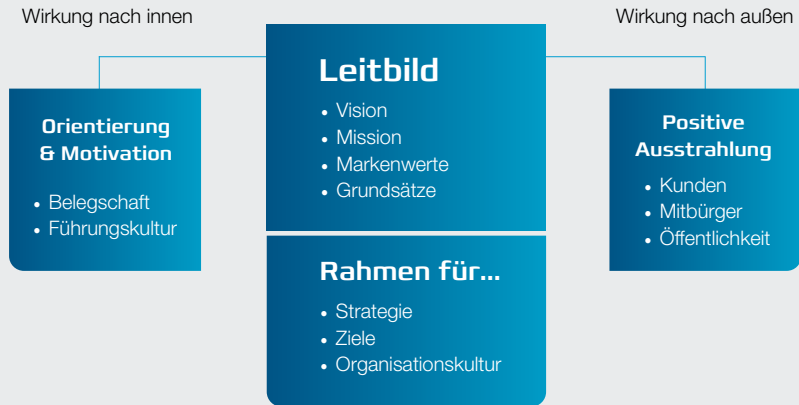 Wirkung nach innen
Wirkung nach außen
Leitbild
• Vision
• Mission
• Markenwerte
• Grundsätze
Orientierung
& Motivation
• Belegschaft
• Führungskultur
Positive
Ausstrahlung
• Kunden
• Mitbürger
• Öffentlichkeit
Rahmen für...
• Strategie
• Ziele
• Organisationskultur